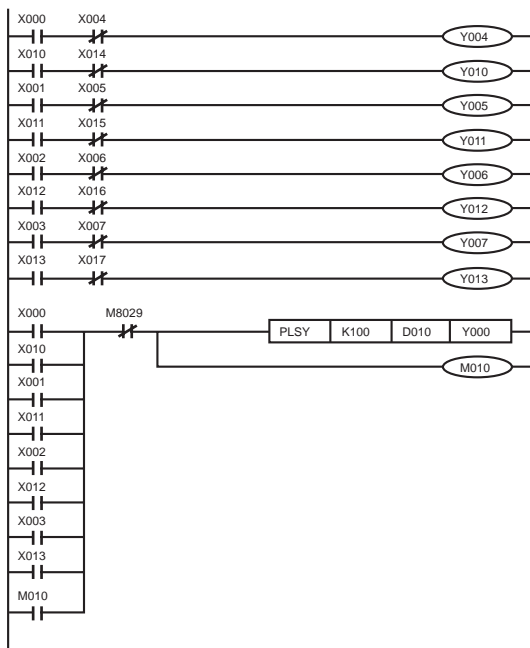 X000 X004
Y004
X010 X014
Y010
X001 X005
Y005
X011 X015
Y011
X002 X006
Y006
X012 X016
Y012
X003 X007
Y007
X013 X017
Y013
X000 M8029
PLSY K100 D010 Y000
X010
M010
X001
X011
X002
X012
X003
X013
M010